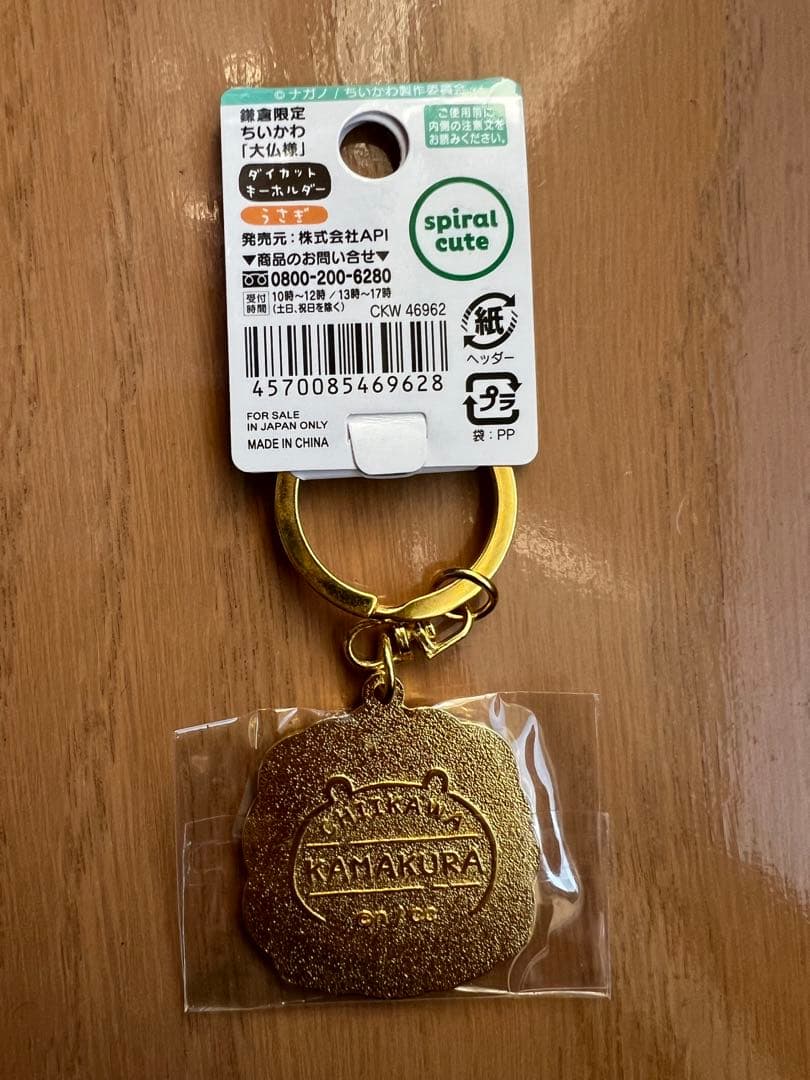 © ナガノ / ちいかわ製作委員会
鎌倉限定
ちいかわ
「大仏様」
ダイカット
キーホルダー
うさぎ
ご使用前に
内側の注意文を
お読みください。
spiral
cute
発売元:株式会社API
▼商品のお問い合せ▼
0800-200-6280
受付時間 10時～12時 / 13時～17時
(土日、祝日を除く)
CKW 46962
紙
ヘッダー
4570085469628
プラ
袋:PP
FOR SALE
IN JAPAN ONLY
MADE IN CHINA
CHIIKAWA
KAMAKURA
©n / cc